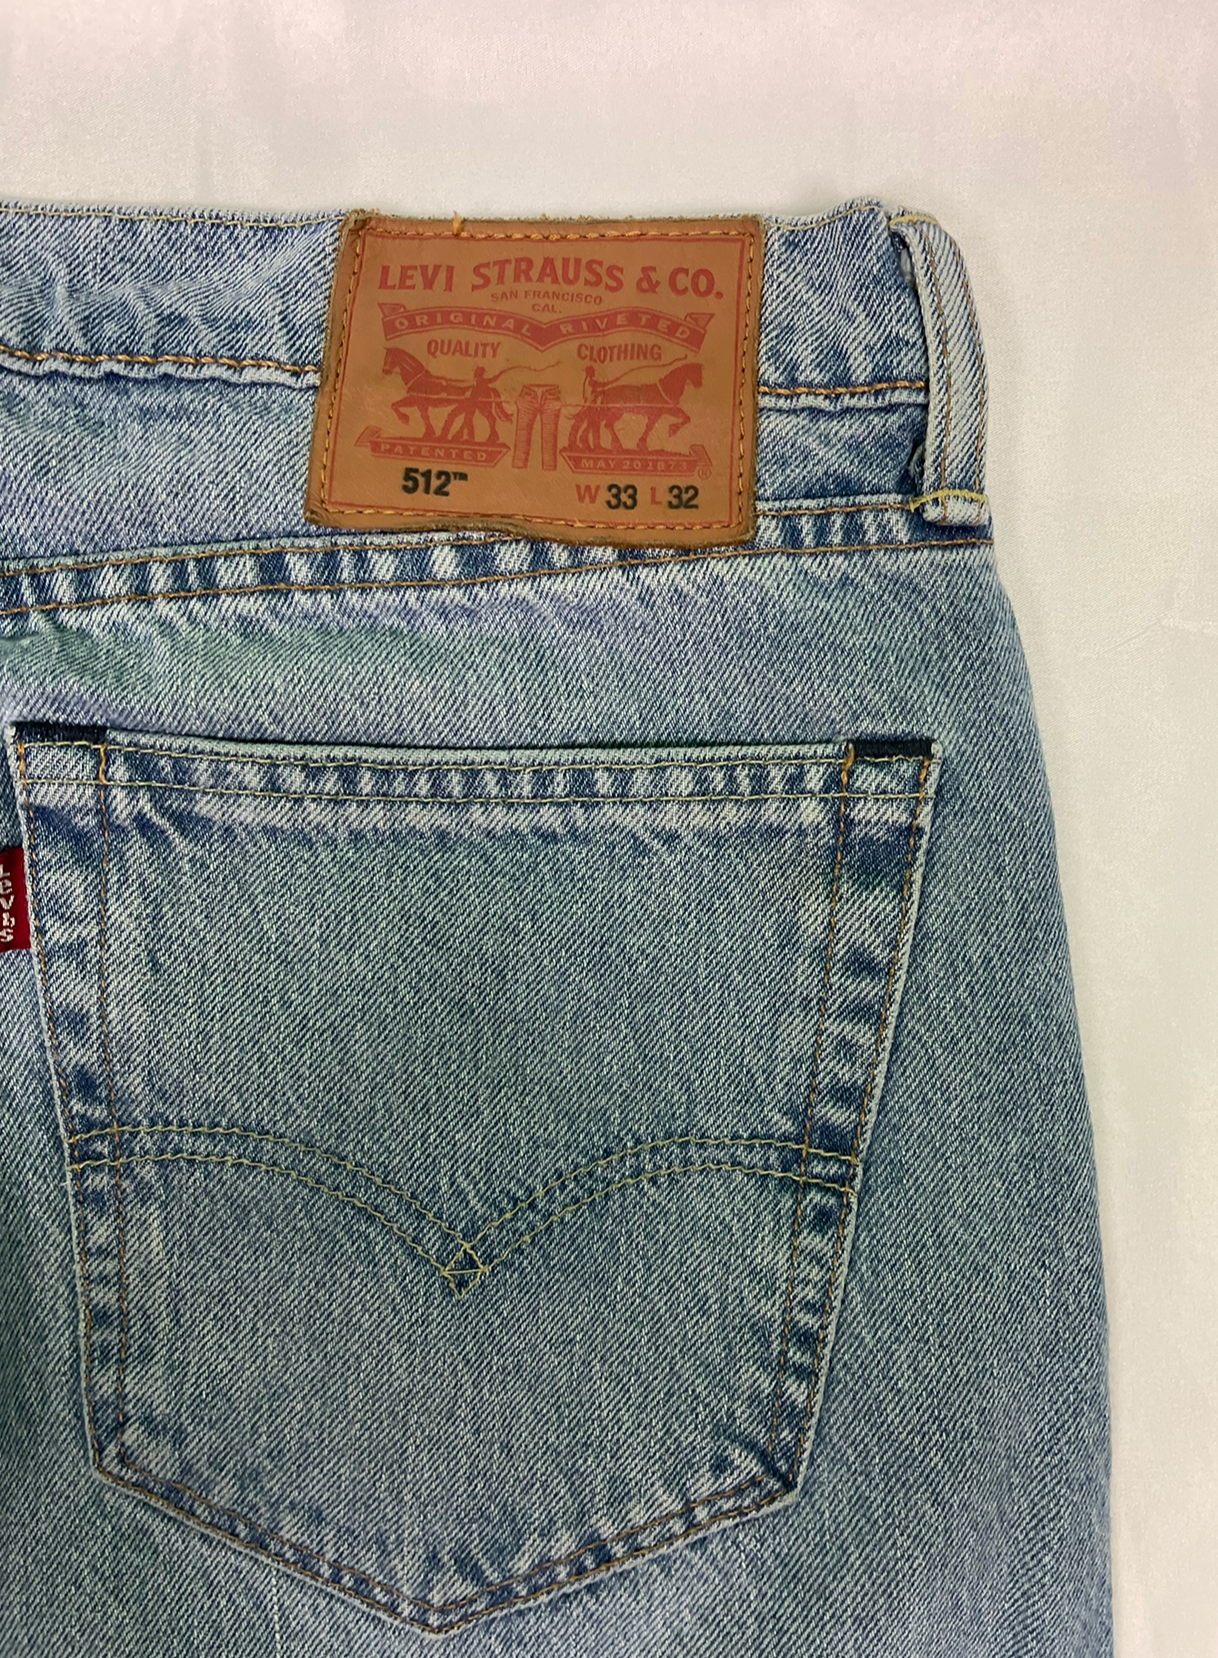 LEVI STRAUSS & CO.
SAN FRANCISCO
CAL.
ORIGINAL RIVETED
QUALITY CLOTHING
PATENTED MAY 20 1873 ®
512™ W 33 L 32
LEVI'S